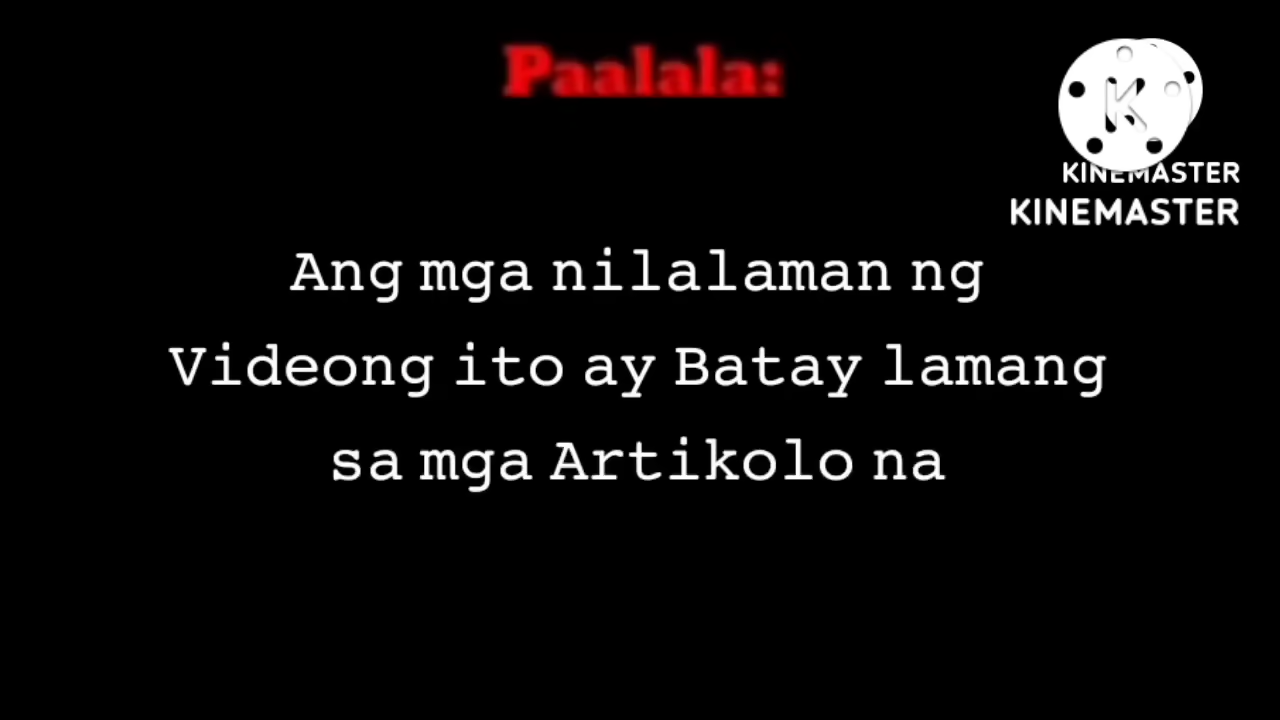 Paalala:
KINEMASTER
KINEMASTER
Ang mga nilalaman ng
Videong ito ay Batay lamang
sa mga Artikolo na